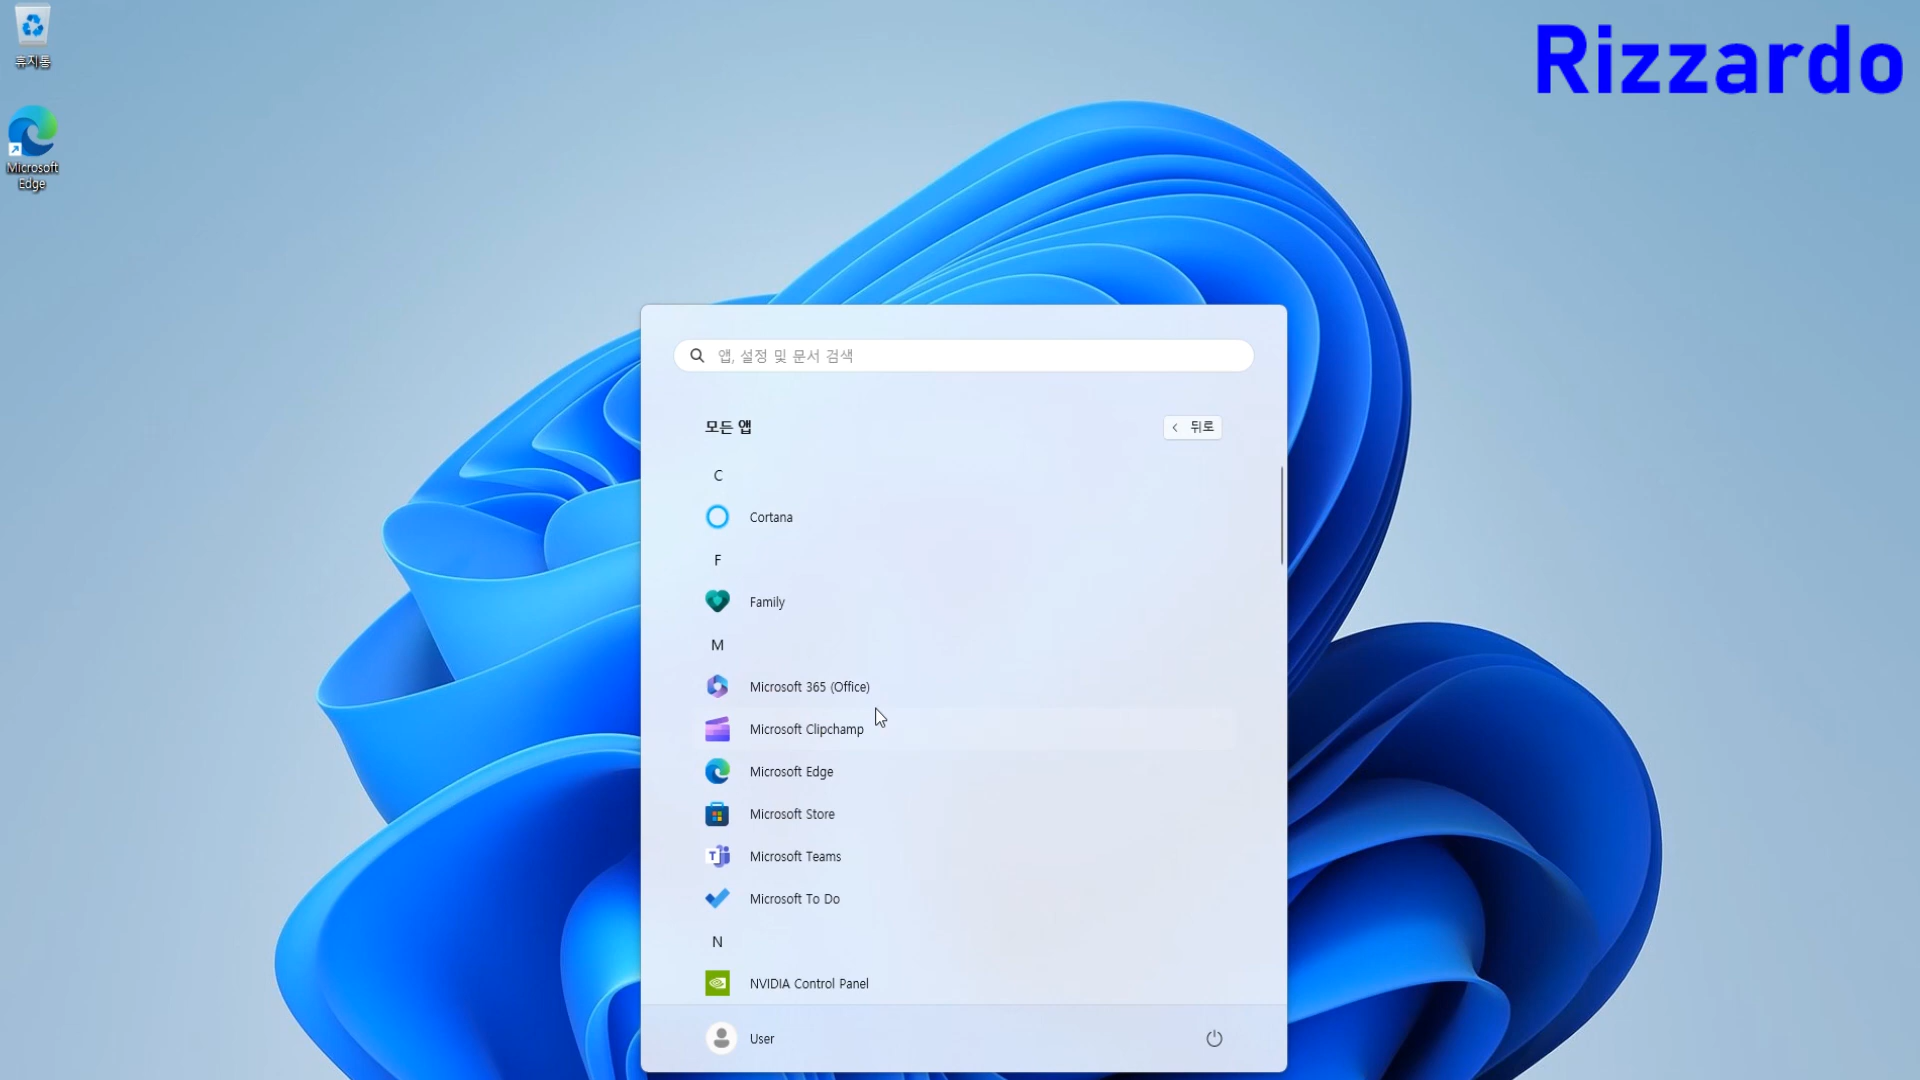 휴지통
Microsoft
Edge
Rizzardo
앱, 설정 및 문서 검색
모든 앱
뒤로
C
Cortana
F
Family
M
Microsoft 365 (Office)
Microsoft Clipchamp
Microsoft Edge
Microsoft Store
Microsoft Teams
Microsoft To Do
N
NVIDIA Control Panel
User